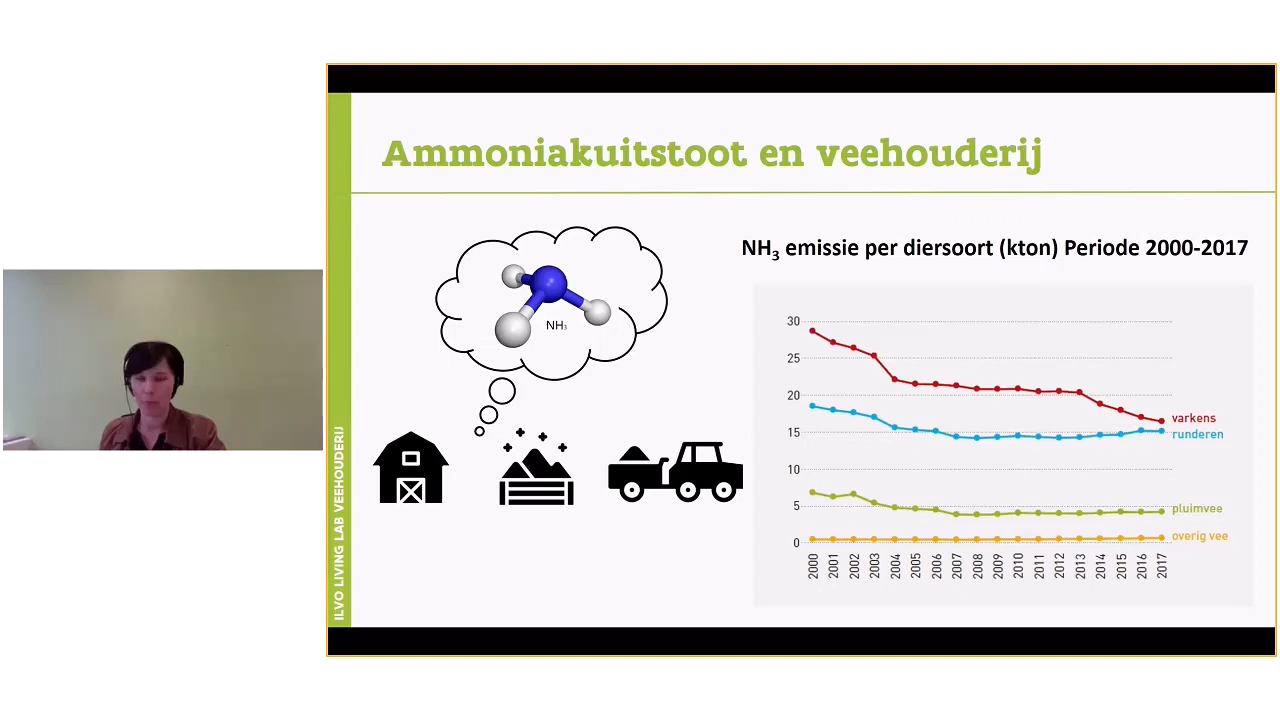 Ammoniakuitstoot en veehouderij
NH3 emissie per diersoort (kton) Periode 2000-2017
NH3
30
25
20
15
10
5
0
varkens
runderen
pluimvee
overig vee
2000 2001 2002 2003 2004 2005 2006 2007 2008 2009 2010 2011 2012 2013 2014 2015 2016 2017
ILVO LIVING LAB VEEHOUDERIJ